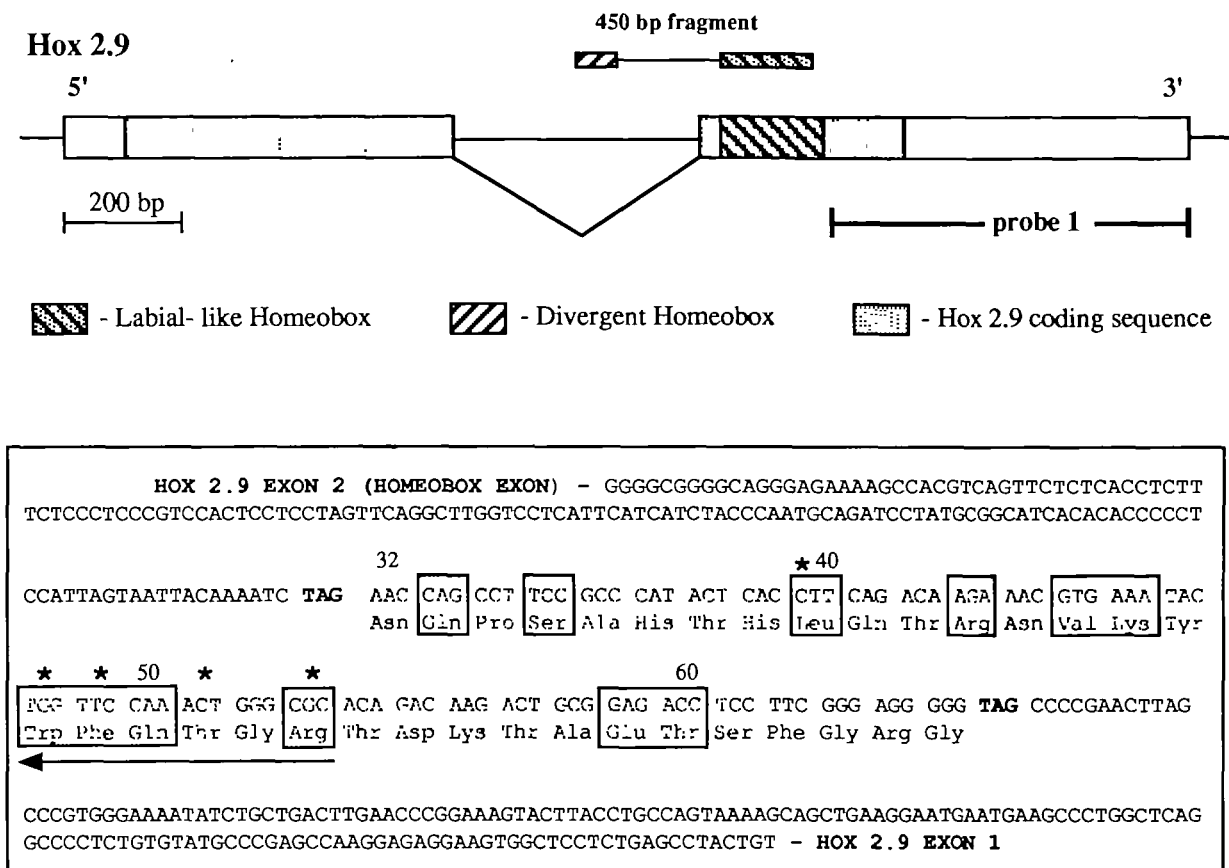 450 bp fragment
Hox 2.9
5' 3'
200 bp
probe 1
- Labial- like Homeobox - Divergent Homeobox - Hox 2.9 coding sequence
HOX 2.9 EXON 2 (HOMEOBOX EXON) - GGGGCGGGGCAGGGAGAAAAGCCACGTCAGTTCTCTCACCTCTT
TCTCCCTCCCGTCCACTCCTCCTAGTTCAGGCTTGGTCCTCATTCATCATCTACCCAATGCAGATCCTATGCGGCATCACACACCCCCT
32 * 40
CCATTAGTAATTACAAAATC TAG AAC CAG CCT TCC GCC CAT ACT CAC CTT CAG ACA AGA AAC GTG AAA TAC
Asn Gln Pro Ser Ala His Thr His Leu Gln Thr Arg Asn Val Lys Tyr
* * 50 * * 60
TGG TTC CAA ACT GGG CGC ACA GAC AAG ACT GCG GAG ACC TCC TTC GGG AGG GGG TAG CCCCGAACTTAG
Trp Phe Gln Thr Gly Arg Thr Asp Lys Thr Ala Glu Thr Ser Phe Gly Arg Gly
CCCGTGGGAAAATATCTGCTGACTTGAACCCGGAAAGTACTTACCTGCCAGTAAAAGCAGCTGAAGGAATGAATGAAGCCCTGGCTCAG
GCCCCTCTGTGTATGCCCGAGCCAAGGAGAGGAAGTGGCTCCTCTGAGCCTACTGT - HOX 2.9 EXON 1